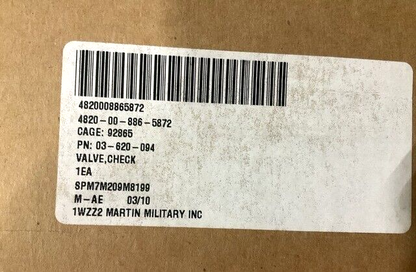 4820008865872
4820-00-886-5872
CAGE: 92865
PN: 03-620-094
VALVE,CHECK
1EA
SPM7M209M8199
M-AE 03/10
1WZZ2 MARTIN MILITARY INC